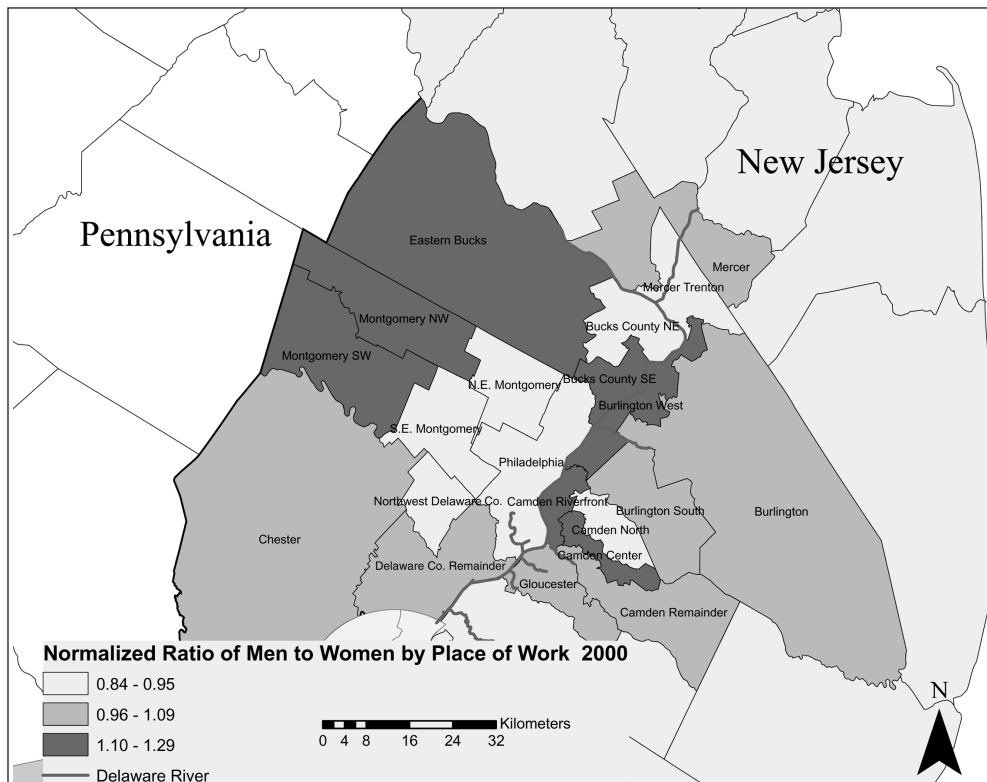 New Jersey
Pennsylvania
Eastern Bucks
Mercer
Mercer Trenton
Montgomery NW
Bucks County NE
Montgomery SW
N.E. Montgomery
Bucks County SE
Burlington West
S.E. Montgomery
Philadelphia
Northwest Delaware Co.
Camden Riverfront
Burlington South
Burlington
Camden North
Chester
Camden Center
Delaware Co. Remainder
Gloucester
Camden Remainder
Normalized Ratio of Men to Women by Place of Work 2000
0.84 - 0.95
0.96 - 1.09
1.10 - 1.29
Delaware River
Kilometers
0 4 8 16 24 32
N